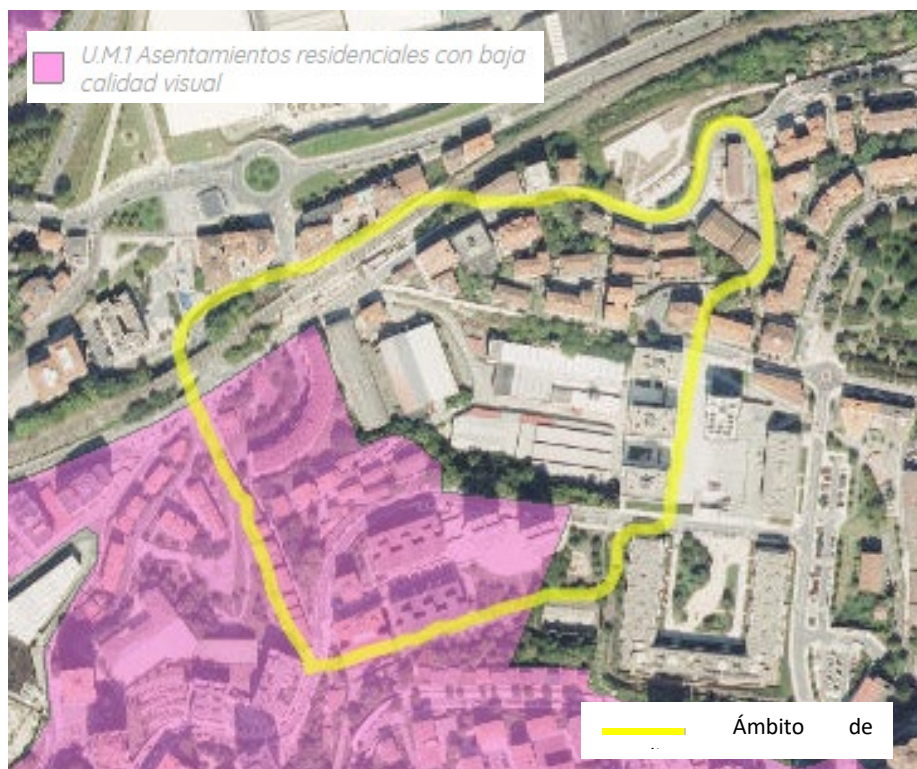 U.M.1 Asentamientos residenciales con baja
calidad visual
Ámbito de